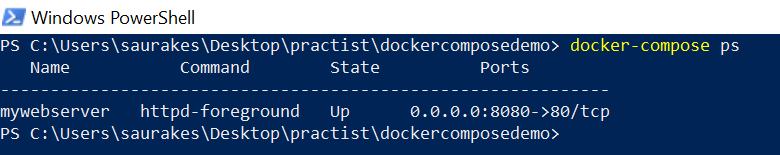 Windows PowerShell
PS C:\Users\saurakes\Desktop\practist\dockercomposedemo> docker-compose ps
Name Command State Ports
-------------------------------------------------------------
mywebserver httpd-foreground Up 0.0.0.0:8080->80/tcp
PS C:\Users\saurakes\Desktop\practist\dockercomposedemo>